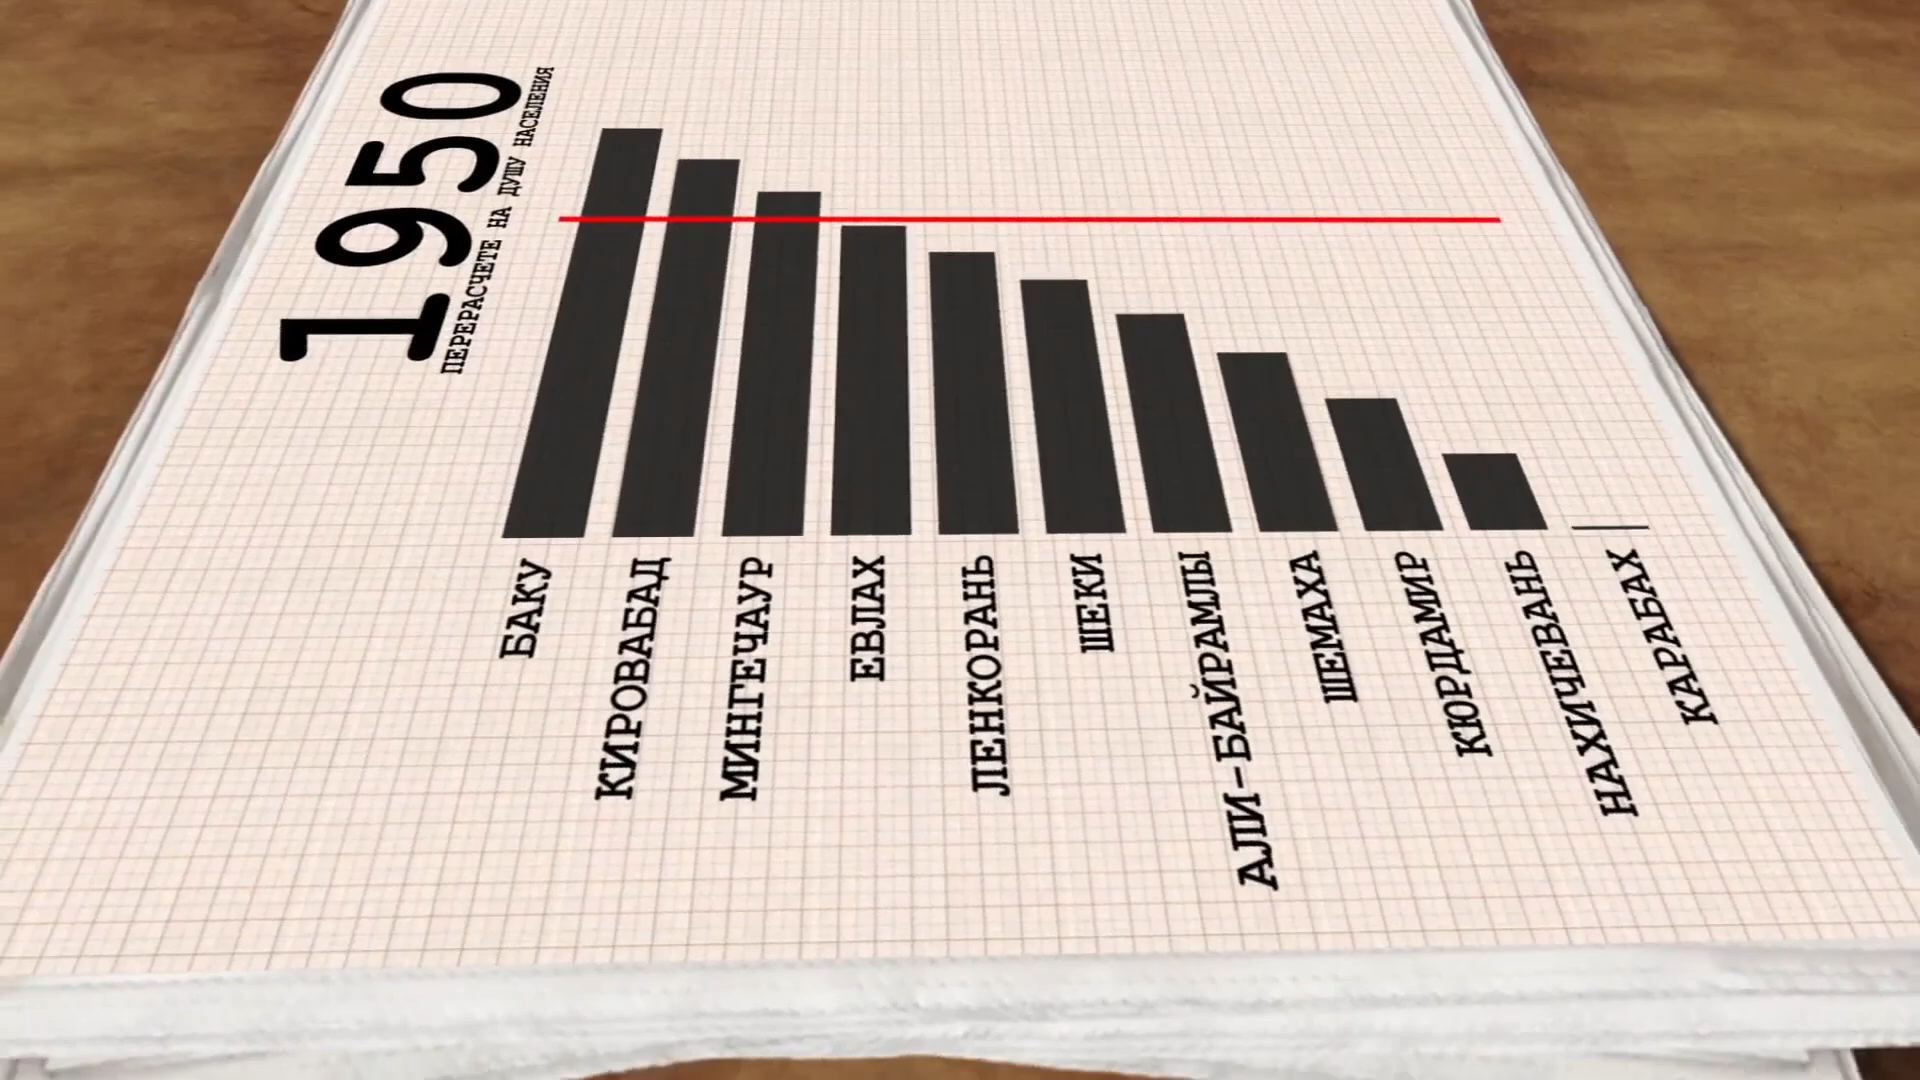 1950
ПЕРЕРАСЧЕТЕ НА ДУШУ НАСЕЛЕНИЯ
БАКУ
КИРОВАБАД
МИНГЕЧАУР
ЕВЛАХ
ЛЕНКОРАНЬ
ШЕКИ
АЛИ-БАЙРАМЛЫ
ШЕМАХА
КЮРДАМИР
НАХИЧЕВАНЬ
КАРАБАХ